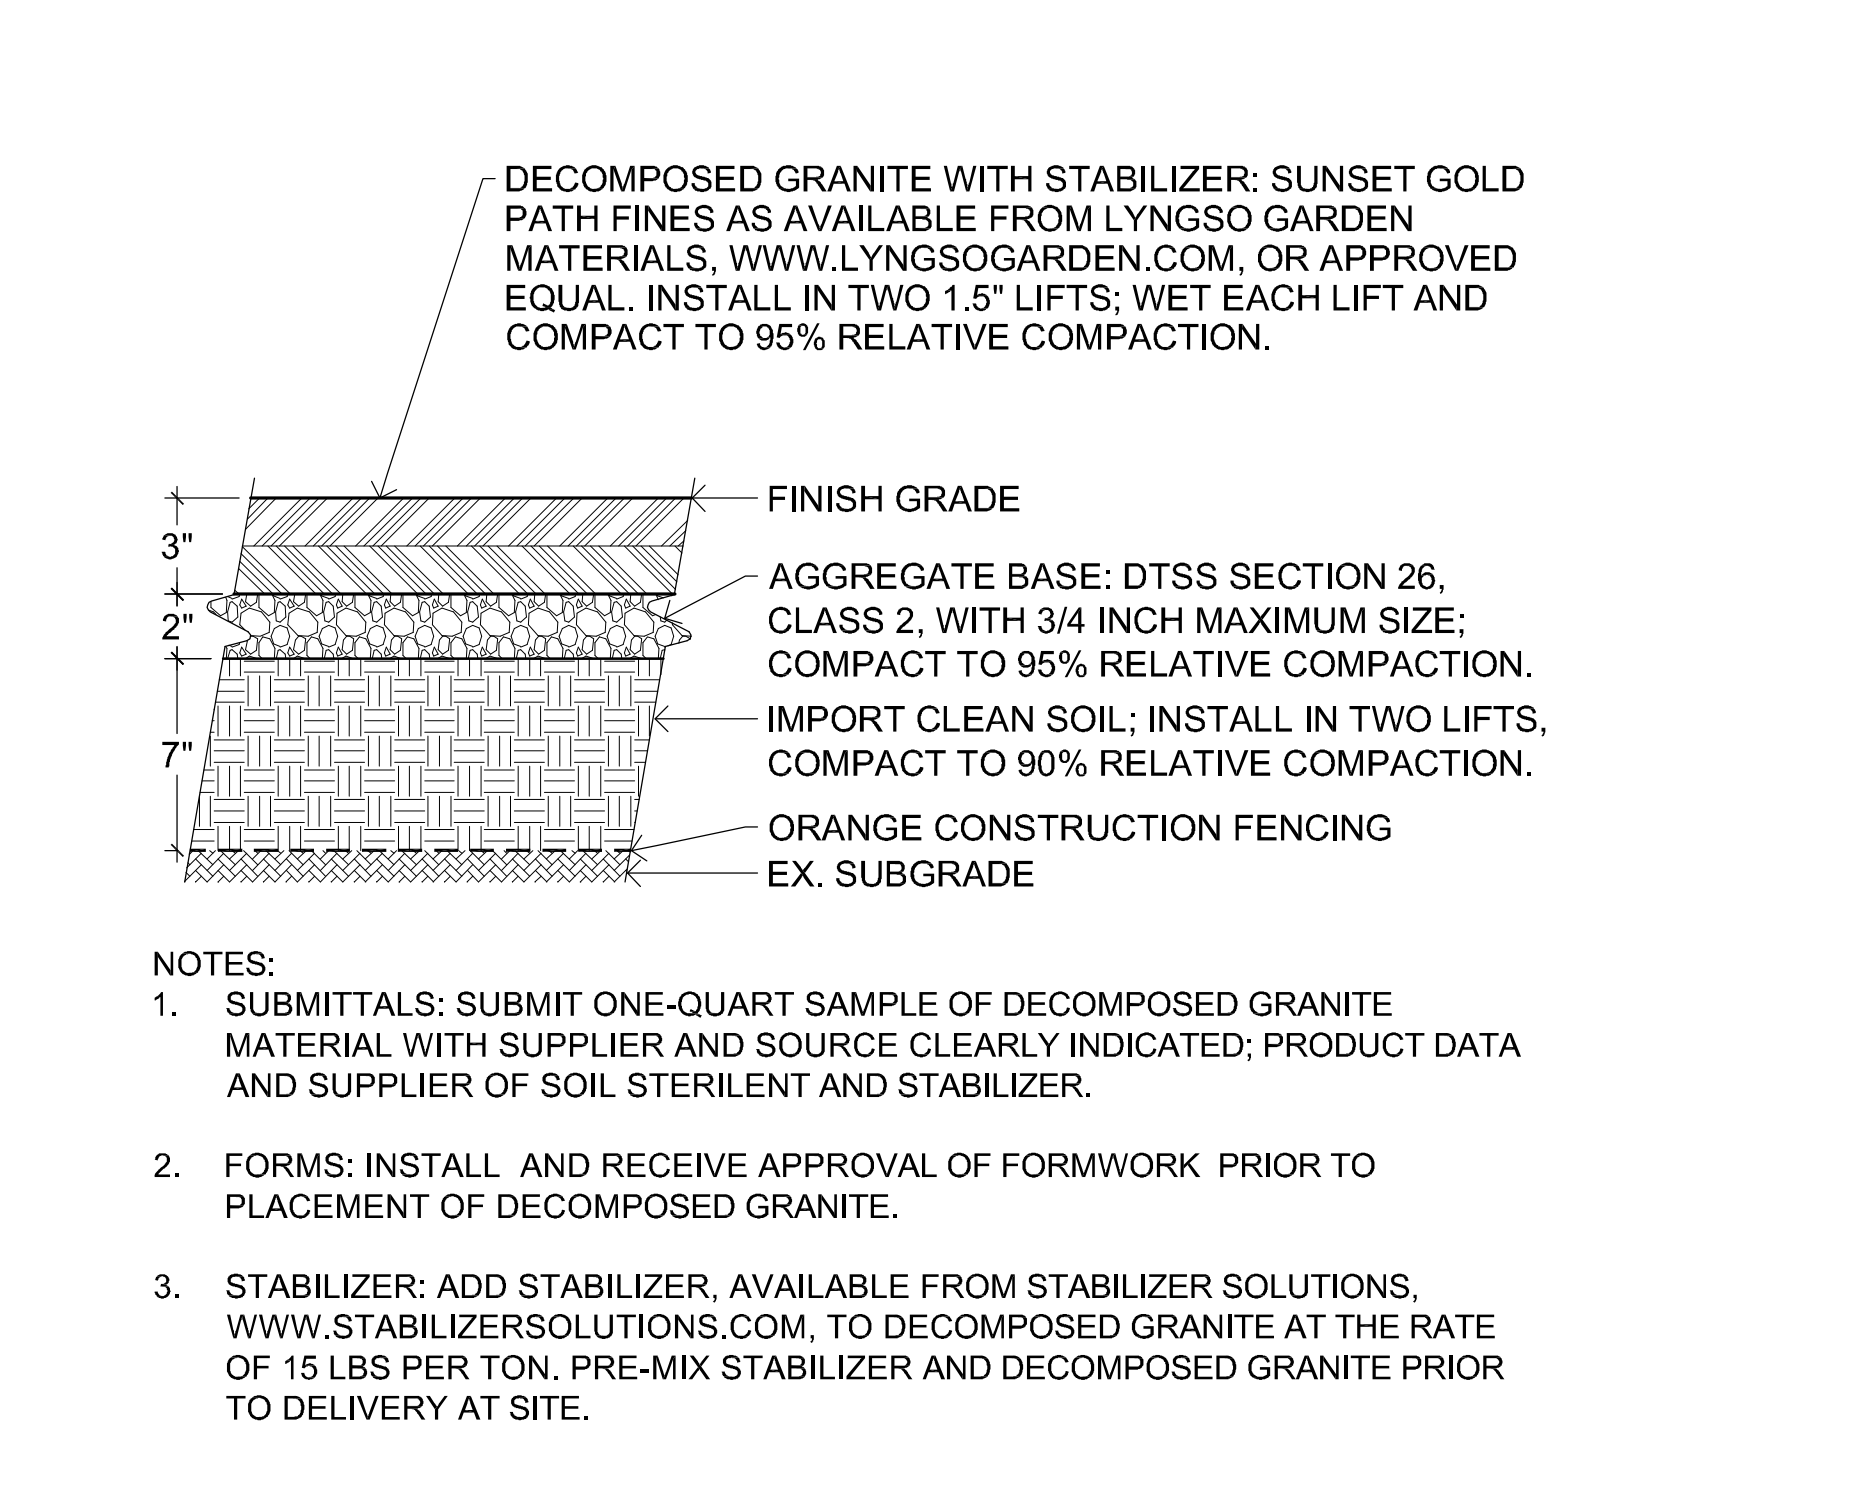 DECOMPOSED GRANITE WITH STABILIZER: SUNSET GOLD
PATH FINES AS AVAILABLE FROM LYNGSO GARDEN
MATERIALS, WWW.LYNGSOGARDEN.COM, OR APPROVED
EQUAL. INSTALL IN TWO 1.5" LIFTS; WET EACH LIFT AND
COMPACT TO 95% RELATIVE COMPACTION.
FINISH GRADE
3"
AGGREGATE BASE: DTSS SECTION 26,
CLASS 2, WITH 3/4 INCH MAXIMUM SIZE;
COMPACT TO 95% RELATIVE COMPACTION.
2"
IMPORT CLEAN SOIL; INSTALL IN TWO LIFTS,
COMPACT TO 90% RELATIVE COMPACTION.
7"
ORANGE CONSTRUCTION FENCING
EX. SUBGRADE
NOTES:
1. SUBMITTALS: SUBMIT ONE-QUART SAMPLE OF DECOMPOSED GRANITE
MATERIAL WITH SUPPLIER AND SOURCE CLEARLY INDICATED; PRODUCT DATA
AND SUPPLIER OF SOIL STERILENT AND STABILIZER.
2. FORMS: INSTALL AND RECEIVE APPROVAL OF FORMWORK PRIOR TO
PLACEMENT OF DECOMPOSED GRANITE.
3. STABILIZER: ADD STABILIZER, AVAILABLE FROM STABILIZER SOLUTIONS,
WWW.STABILIZERSOLUTIONS.COM, TO DECOMPOSED GRANITE AT THE RATE
OF 15 LBS PER TON. PRE-MIX STABILIZER AND DECOMPOSED GRANITE PRIOR
TO DELIVERY AT SITE.